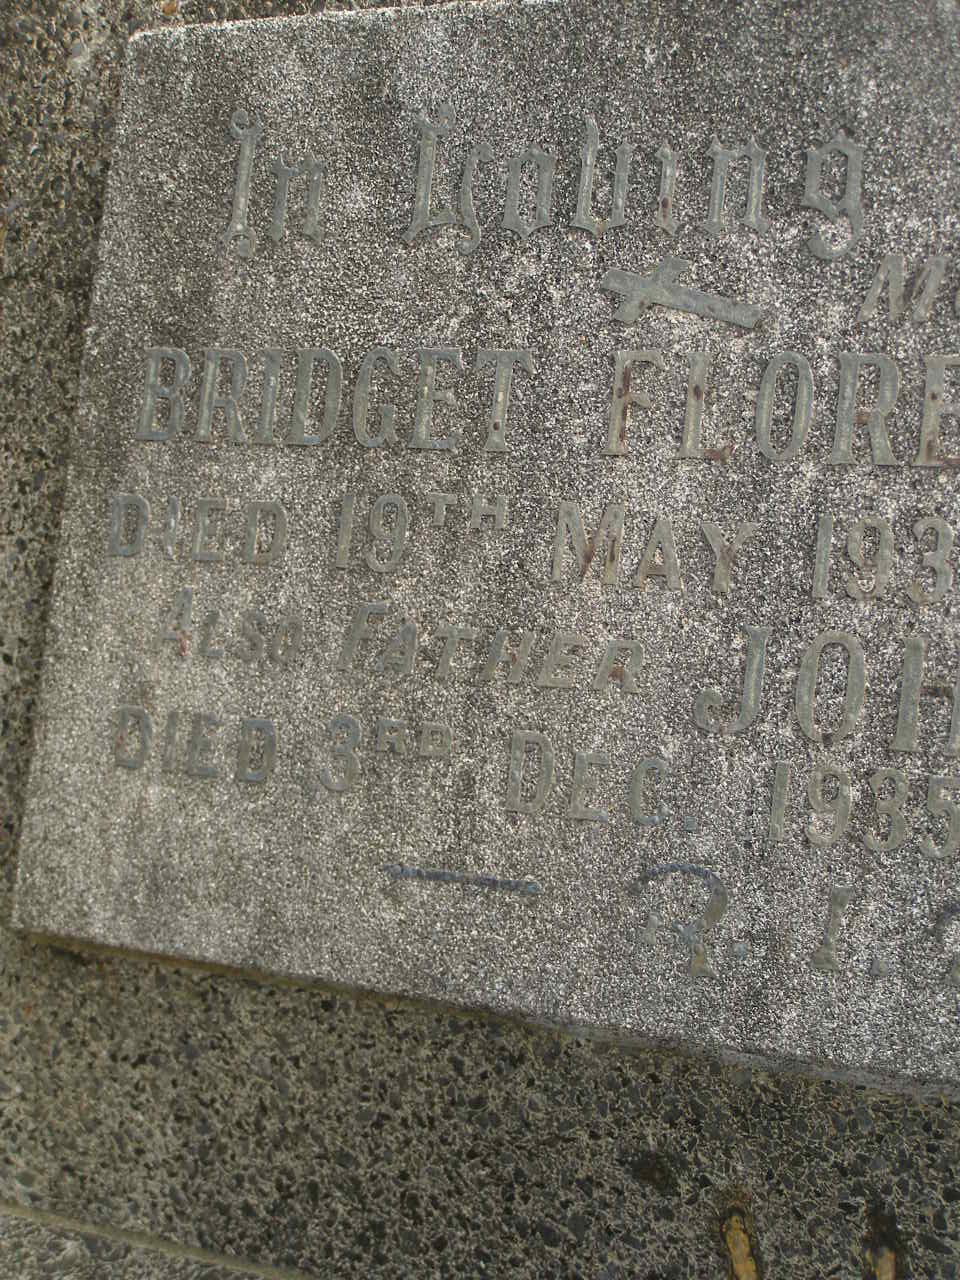 In Loving
BRIDGET FLORE
DIED 19TH MAY 193
ALSO FATHER JOH
DIED 3RD DEC. 1935
R.I.